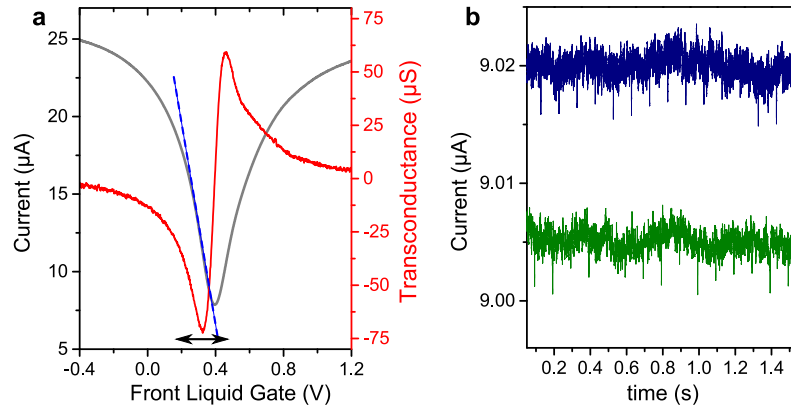 a
Current (µA)
25
20
15
10
5
-0.4 0.0 0.4 0.8 1.2
Front Liquid Gate (V)
75
50
25
0
-25
-50
-75
Transconductance (µS)
b
Current (µA)
9.02
9.01
9.00
0.2 0.4 0.6 0.8 1.0 1.2 1.4
time (s)